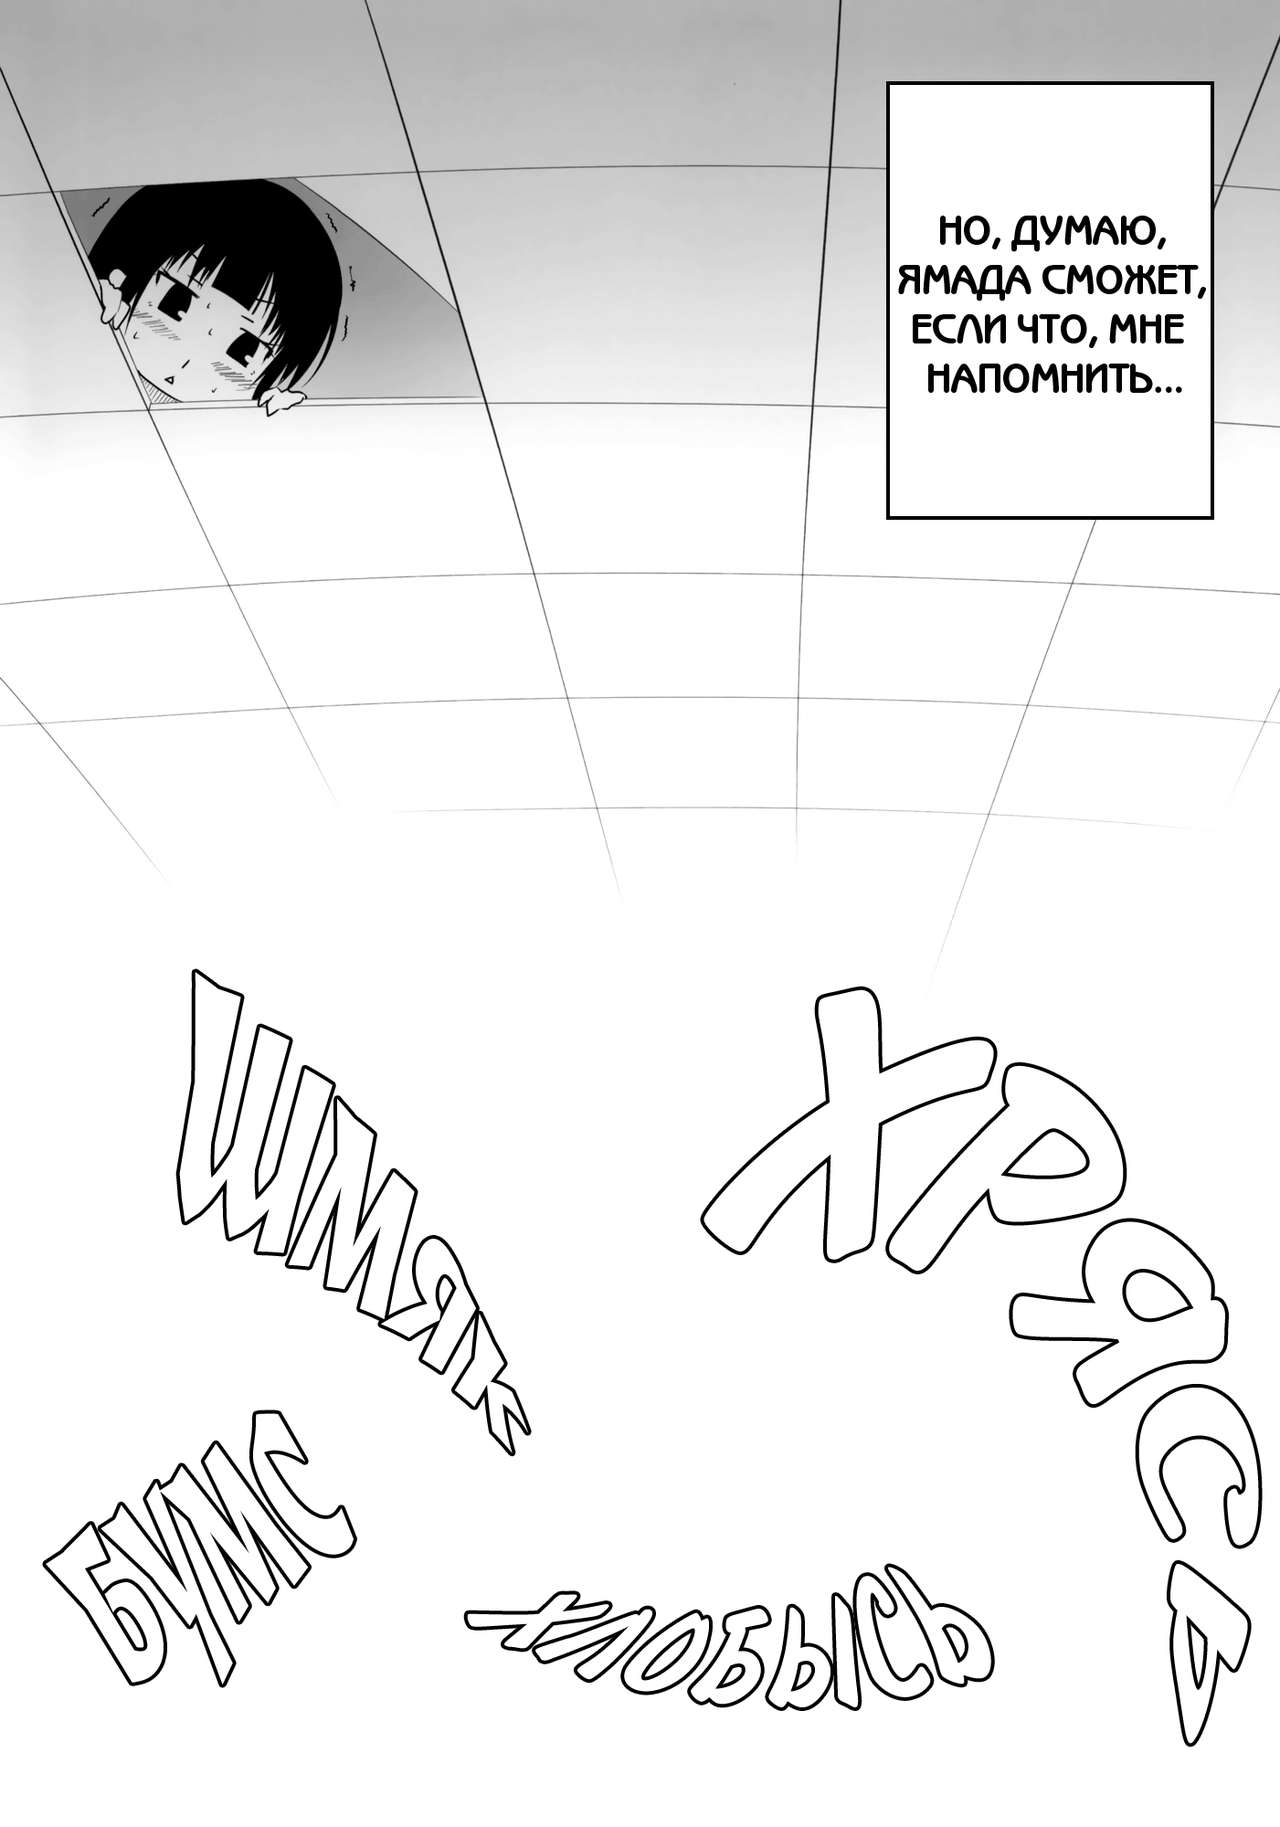 НО, ДУМАЮ,
ЯМАДА СМОЖЕТ,
ЕСЛИ ЧТО, МНЕ
НАПОМНИТЬ...
ШМЯК
ХРЯСЬ
БУМС
ХЛОБЫСЬ